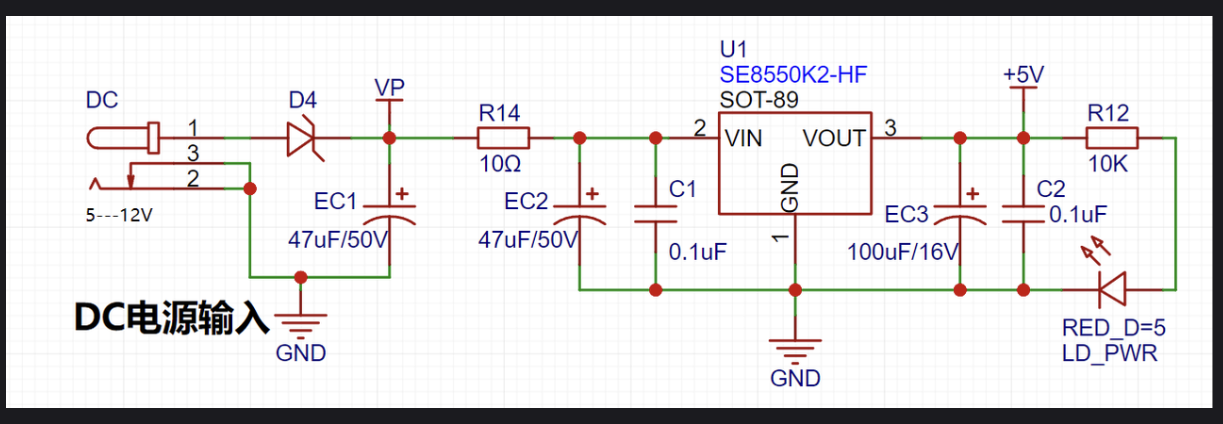 U1
SE8550K2-HF
SOT-89
DC
D4
VP
R14
+5V
R12
1
3
2
2
VIN
VOUT
3
10Ω
10K
5---12V
EC1
47uF/50V
EC2
47uF/50V
C1
0.1uF
GND
1
EC3
100uF/16V
C2
0.1uF
DC电源输入
GND
GND
RED_D=5
LD_PWR